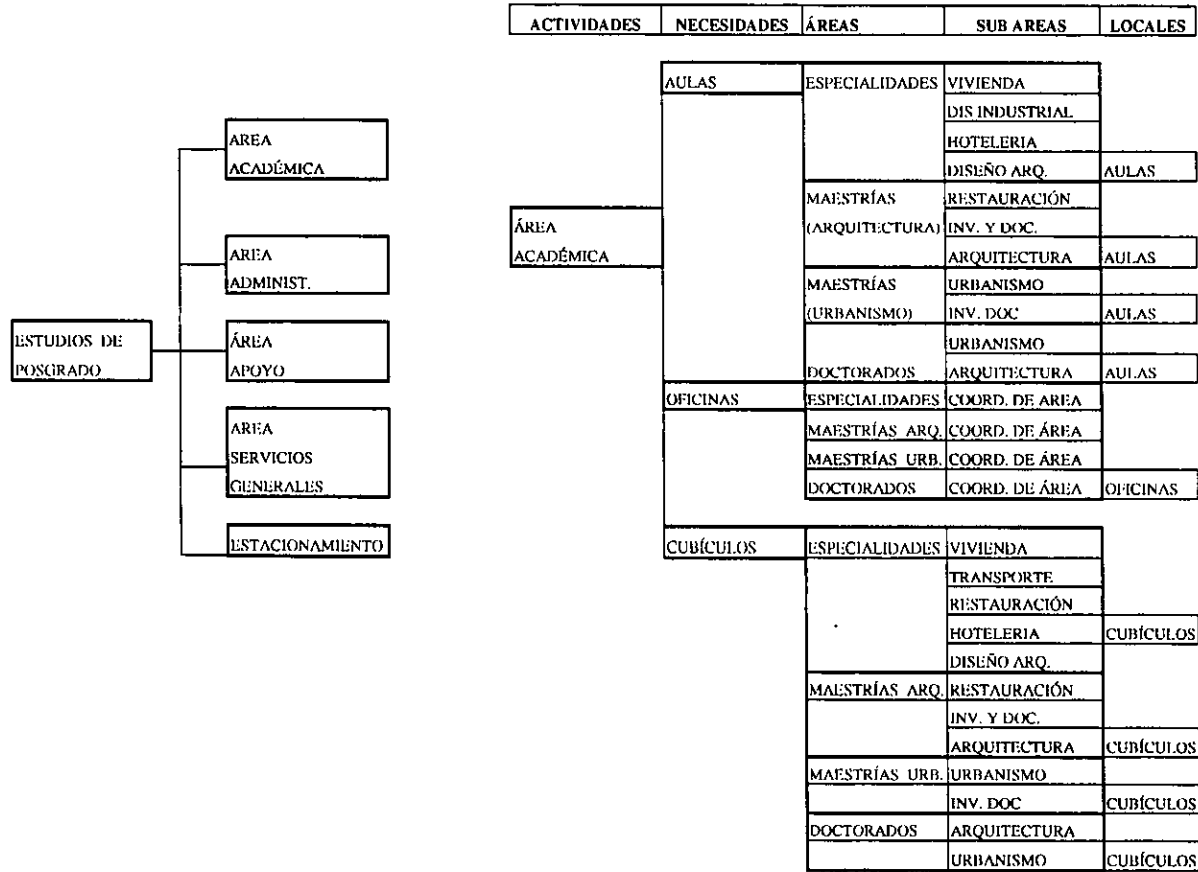 ACTIVIDADES NECESIDADES ÁREAS SUB AREAS LOCALES
ESTUDIOS DE
POSGRADO
AREA
ACADÉMICA
AREA
ADMINIST.
ÁREA
APOYO
AREA
SERVICIOS
GENERALES
ESTACIONAMIENTO
ÁREA
ACADÉMICA
AULAS ESPECIALIDADES VIVIENDA
DIS INDUSTRIAL
HOTELERIA
DISEÑO ARQ. AULAS
MAESTRÍAS RESTAURACIÓN
(ARQUITECTURA) INV. Y DOC.
ARQUITECTURA AULAS
MAESTRÍAS URBANISMO
(URBANISMO) INV. DOC AULAS
URBANISMO
DOCTORADOS ARQUITECTURA AULAS
OFICINAS ESPECIALIDADES COORD. DE AREA
MAESTRÍAS ARQ. COORD. DE ÁREA
MAESTRÍAS URB. COORD. DE ÁREA
DOCTORADOS COORD. DE ÁREA OFICINAS
CUBÍCULOS ESPECIALIDADES VIVIENDA
TRANSPORTE
RESTAURACIÓN
HOTELERIA CUBÍCULOS
DISEÑO ARQ.
MAESTRÍAS ARQ. RESTAURACIÓN
INV. Y DOC.
ARQUITECTURA CUBÍCULOS
MAESTRÍAS URB. URBANISMO
INV. DOC CUBÍCULOS
DOCTORADOS ARQUITECTURA
URBANISMO CUBÍCULOS